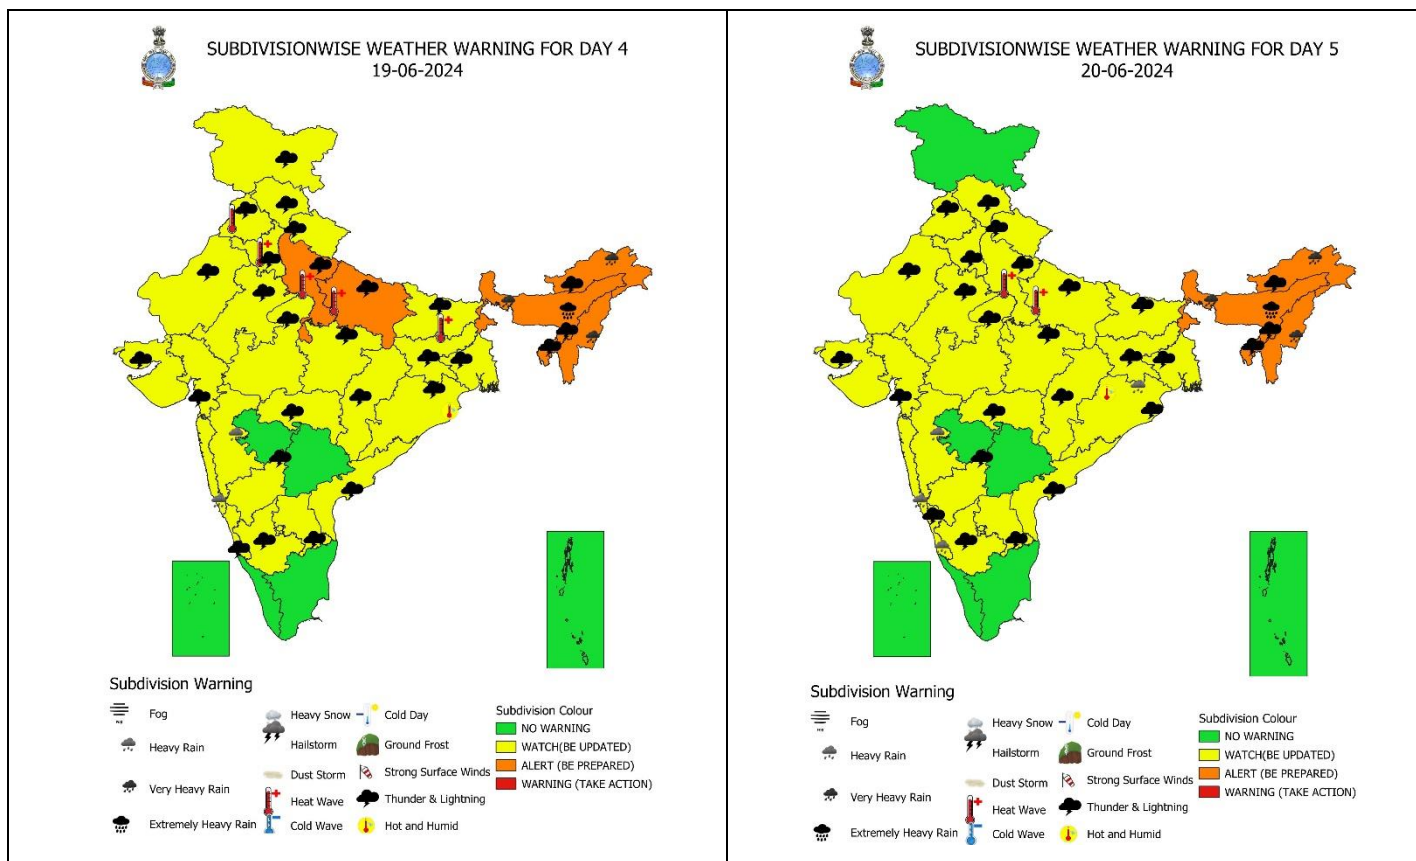 SUBDIVISIONWISE WEATHER WARNING FOR DAY 4
19-06-2024
Subdivision Warning
Fog
Heavy Rain
Very Heavy Rain
Extremely Heavy Rain
Heavy Snow
Hailstorm
Dust Storm
Heat Wave
Cold Wave
Cold Day
Ground Frost
Strong Surface Winds
Thunder & Lightning
Hot and Humid
Subdivision Colour
NO WARNING
WATCH(BE UPDATED)
ALERT (BE PREPARED)
WARNING (TAKE ACTION)
SUBDIVISIONWISE WEATHER WARNING FOR DAY 5
20-06-2024
Subdivision Warning
Fog
Heavy Rain
Very Heavy Rain
Extremely Heavy Rain
Heavy Snow
Hailstorm
Dust Storm
Heat Wave
Cold Wave
Cold Day
Ground Frost
Strong Surface Winds
Thunder & Lightning
Hot and Humid
Subdivision Colour
NO WARNING
WATCH(BE UPDATED)
ALERT (BE PREPARED)
WARNING (TAKE ACTION)